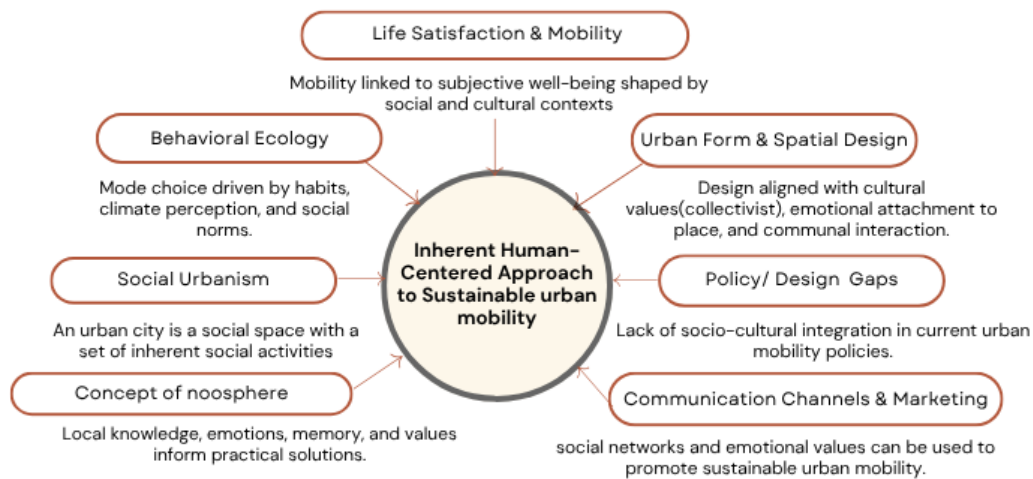 Life Satisfaction & Mobility
Mobility linked to subjective well-being shaped by
social and cultural contexts
Behavioral Ecology
Mode choice driven by habits,
climate perception, and social
norms.
Urban Form & Spatial Design
Design aligned with cultural
values(collectivist), emotional attachment to
place, and communal interaction.
Inherent Human-
Centered Approach
to Sustainable urban
mobility
Social Urbanism
An urban city is a social space with a
set of inherent social activities
Policy/ Design Gaps
Lack of socio-cultural integration in current urban
mobility policies.
Concept of noosphere
Local knowledge, emotions, memory, and values
inform practical solutions.
Communication Channels & Marketing
social networks and emotional values can be used to
promote sustainable urban mobility.